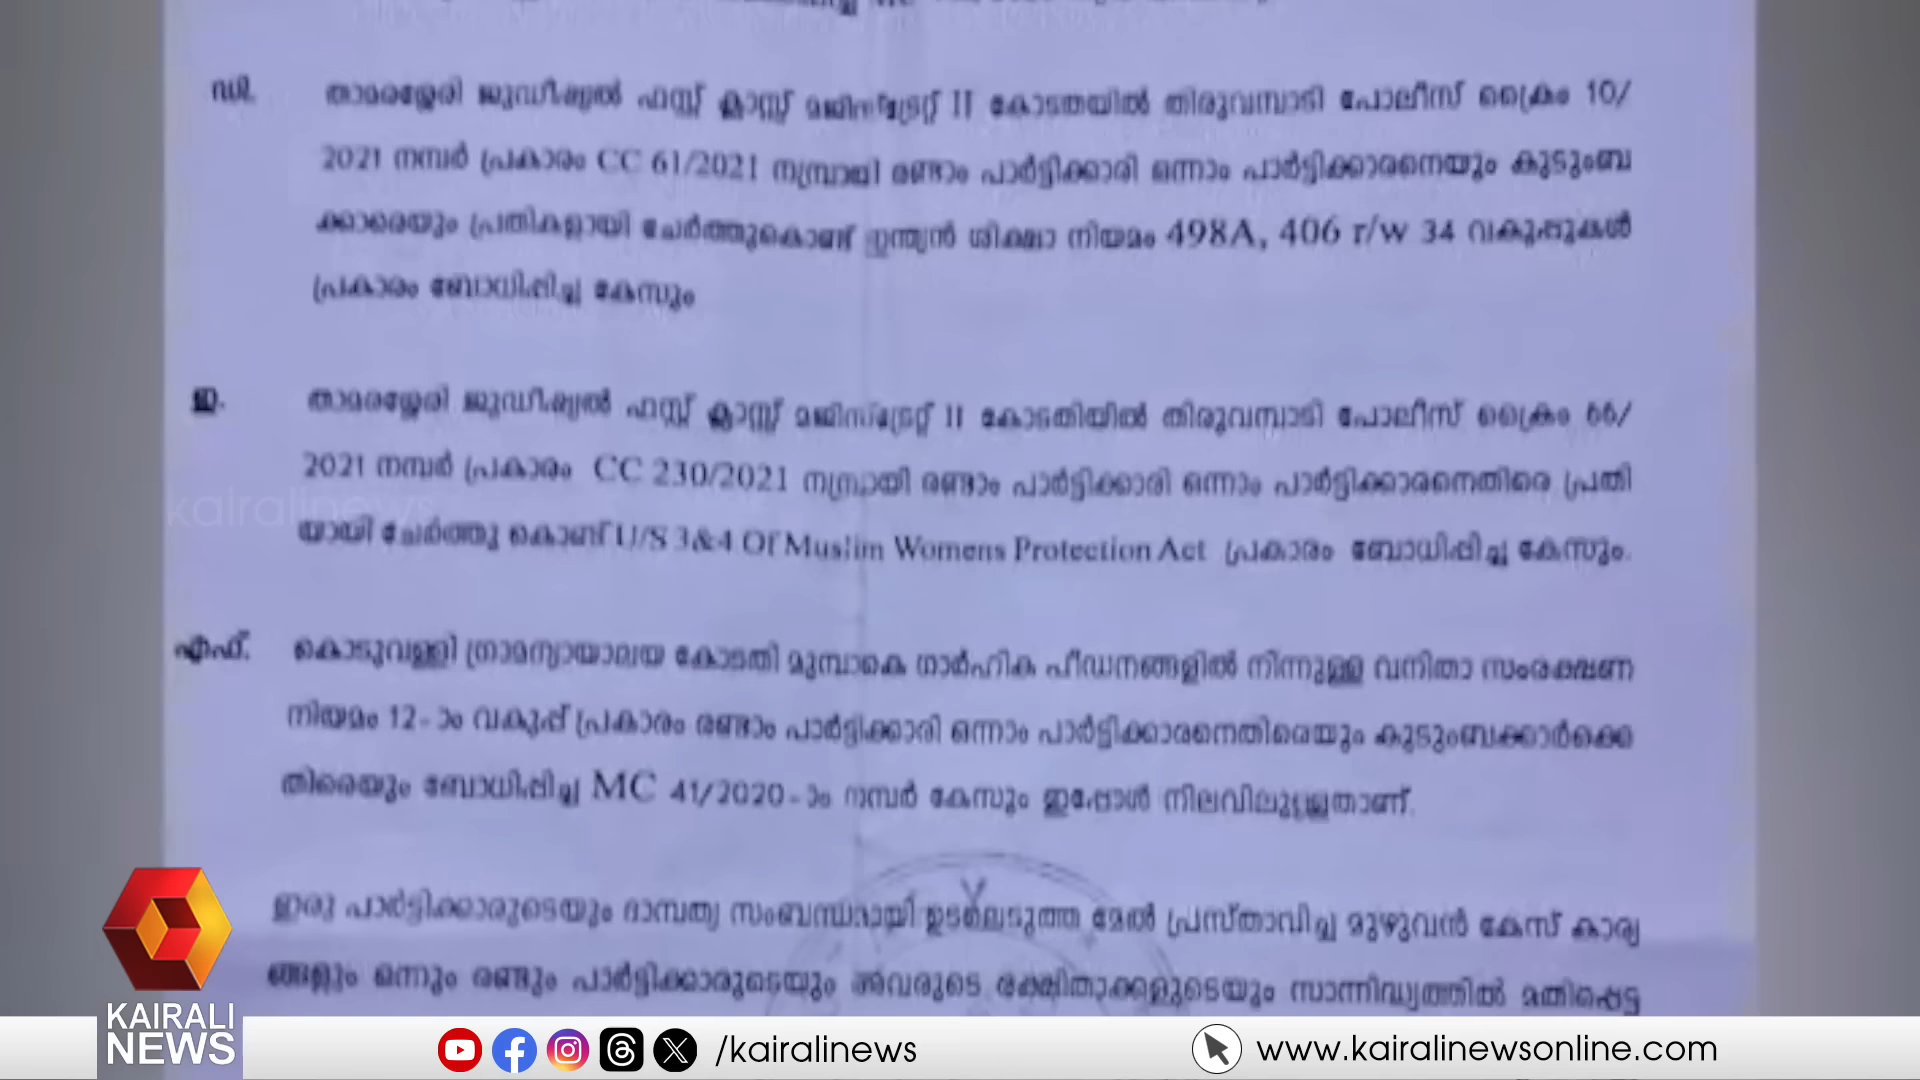 ഡി. താമരശ്ശേരി ജുഡീഷ്യൽ ഫസ്റ്റ് ക്ലാസ്സ് മജിസ്ട്രേറ്റ് II കോടതയിൽ തിരുവമ്പാടി പോലീസ് ക്രൈം 10/
2021 നമ്പർ പ്രകാരം CC 61/2021 നമ്പ്രായി രണ്ടാം പാർട്ടിക്കാരി ഒന്നാം പാർട്ടിക്കാരനെയും കുടുംബ
ക്കാരെയും പ്രതികളായി ചേർത്തുകൊണ്ട് ഇന്ത്യൻ ശിക്ഷാ നിയമം 498A, 406 r/w 34 വകുപ്പുകൾ
പ്രകാരം ബോധിപ്പിച്ച കേസും
ഇ. താമരശ്ശേരി ജുഡീഷ്യൽ ഫസ്റ്റ് ക്ലാസ്സ് മജിസ്ട്രേറ്റ് II കോടതിയിൽ തിരുവമ്പാടി പോലീസ് ക്രൈം 66/
2021 നമ്പർ പ്രകാരം CC 230/2021 നമ്പ്രായി രണ്ടാം പാർട്ടിക്കാരി ഒന്നാം പാർട്ടിക്കാരനെതിരെ പ്രതി
യായി ചേർത്തു കൊണ്ട് U/S 3&4 Of Muslim Womens Protection Act പ്രകാരം ബോധിപ്പിച്ച കേസും.
kairalinews
എഫ്. കൊടുവള്ളി ഗ്രാമന്യായാലയ കോടതി മുമ്പാകെ ഗാർഹിക പീഡനങ്ങളിൽ നിന്നുള്ള വനിതാ സംരക്ഷണ
നിയമം 12-ാം വകുപ്പ് പ്രകാരം രണ്ടാം പാർട്ടിക്കാരി ഒന്നാം പാർട്ടിക്കാരനെതിരെയും കുടുംബക്കാർക്കെ
തിരെയും ബോധിപ്പിച്ച MC 41/2020-ാം നമ്പർ കേസും ഇപ്പോൾ നിലവിലുള്ളതാണ്.
ഇരു പാർട്ടിക്കാരുടെയും ദാമ്പത്യ സംബന്ധമായി ഉടലെടുത്ത മേൽ പ്രസ്താവിച്ച മുഴുവൻ കേസ് കാര്യ
ങ്ങളും ഒന്നും രണ്ടും പാർട്ടിക്കാരുടെയും അവരുടെ രക്ഷിതാക്കളുടെയും സാന്നിദ്ധ്യത്തിൽ മതിപ്പെട്ട
KAIRALI
NEWS
/kairalinews
www.kairalinewsonline.com